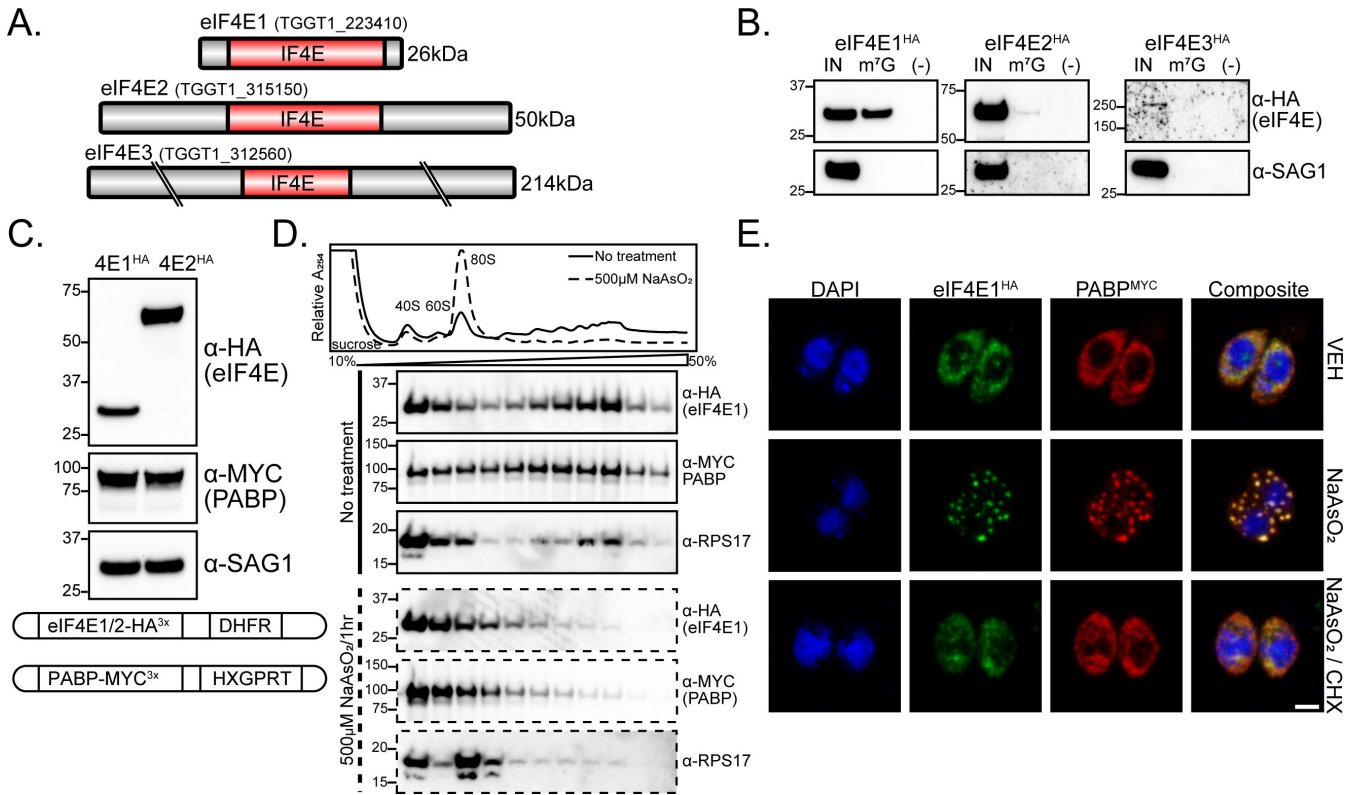 A.
eIF4E1 (TGGT1_223410)
IF4E
26kDa
eIF4E2 (TGGT1_315150)
IF4E
50kDa
eIF4E3 (TGGT1_312560)
IF4E
214kDa
B.
eIF4E1ᴴᴬ eIF4E2ᴴᴬ eIF4E3ᴴᴬ
IN m⁷G (-) IN m⁷G (-) IN m⁷G (-)
37 75 250 α-HA
25 50 150 (eIF4E)
25 25 25 α-SAG1
C.
4E1ᴴᴬ 4E2ᴴᴬ
75
50
37
25
α-HA
(eIF4E)
100
75
α-MYC
(PABP)
37
25
α-SAG1
eIF4E1/2-HA³ˣ DHFR
PABP-MYC³ˣ HXGPRT
D.
Relative A₂₅₄
No treatment
500µM NaAsO₂
40S 60S 80S
sucrose
10% 50%
No treatment
37
25
α-HA
(eIF4E1)
150
100
75
α-MYC
PABP
20
15
α-RPS17
500µM NaAsO₂/1hr
37
25
α-HA
(eIF4E1)
150
100
75
α-MYC
(PABP)
20
15
α-RPS17
E.
DAPI eIF4E1ᴴᴬ PABPᴹʸᶜ Composite
VEH
NaAsO₂
NaAsO₂ / CHX